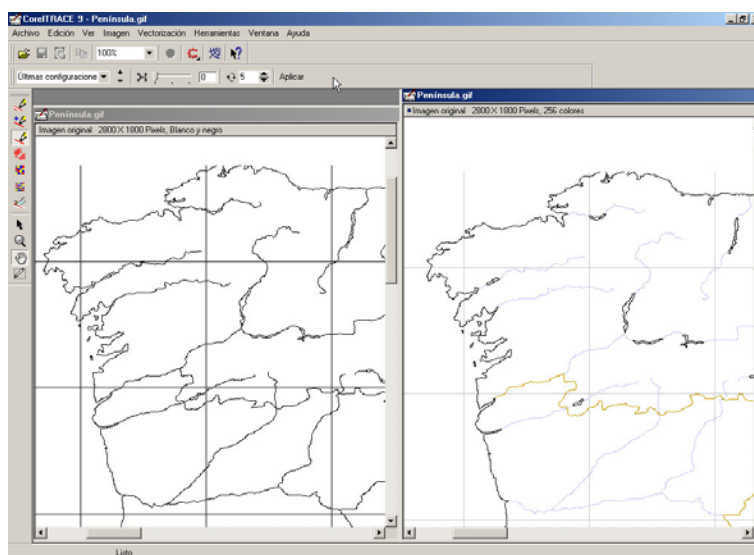 CorelTRACE 9 - Península.gif
Archivo Edición Ver Imagen Vectorización Herramientas Ventana Ayuda
100%
Últimas configuracione 0 5 Aplicar
Península.gif
Imagen original 2800 X 1800 Pixels, Blanco y negro
Península.gif
Imagen original 2800 X 1800 Pixels, 256 colores
Listo